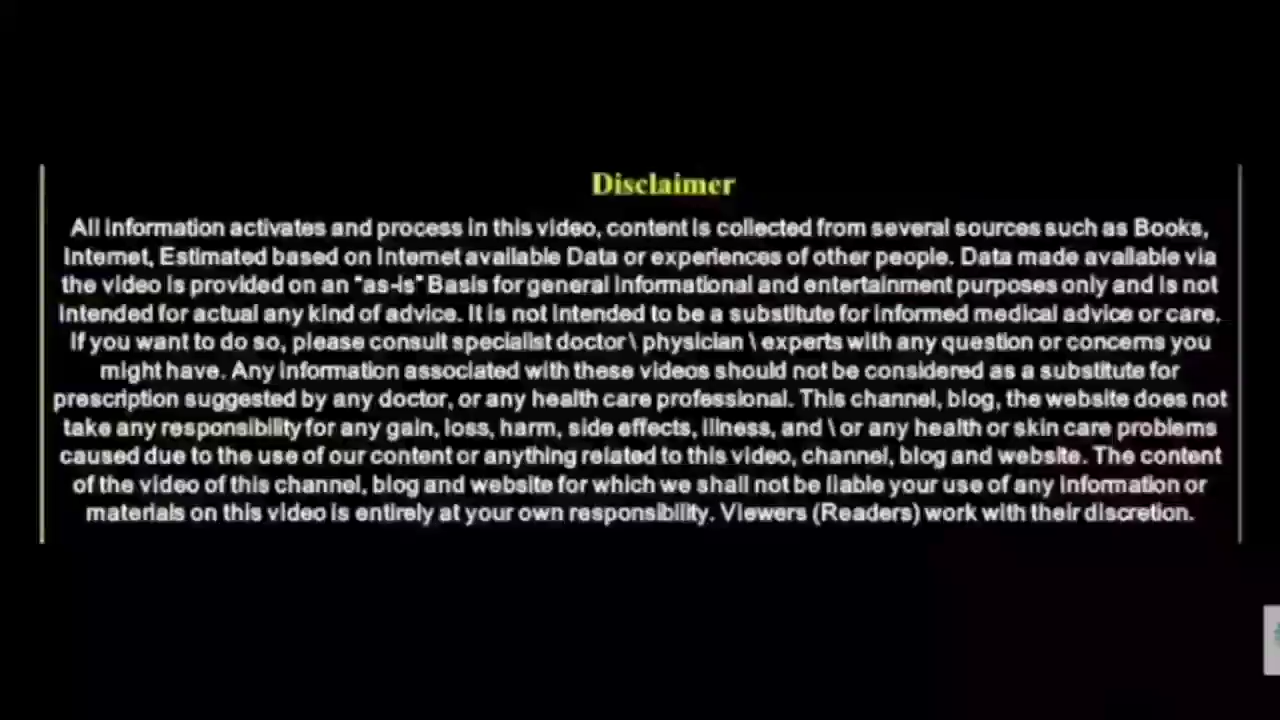 Disclaimer
All information activates and process in this video, content is collected from several sources such as Books,
Internet, Estimated based on Internet available Data or experiences of other people. Data made available via
the video is provided on an "as-is" Basis for general informational and entertainment purposes only and is not
intended for actual any kind of advice. It is not intended to be a substitute for informed medical advice or care.
If you want to do so, please consult specialist doctor \ physician \ experts with any question or concerns you
might have. Any information associated with these videos should not be considered as a substitute for
prescription suggested by any doctor, or any health care professional. This channel, blog, the website does not
take any responsibility for any gain, loss, harm, side effects, illness, and \ or any health or skin care problems
caused due to the use of our content or anything related to this video, channel, blog and website. The content
of the video of this channel, blog and website for which we shall not be liable your use of any information or
materials on this video is entirely at your own responsibility. Viewers (Readers) work with their discretion.